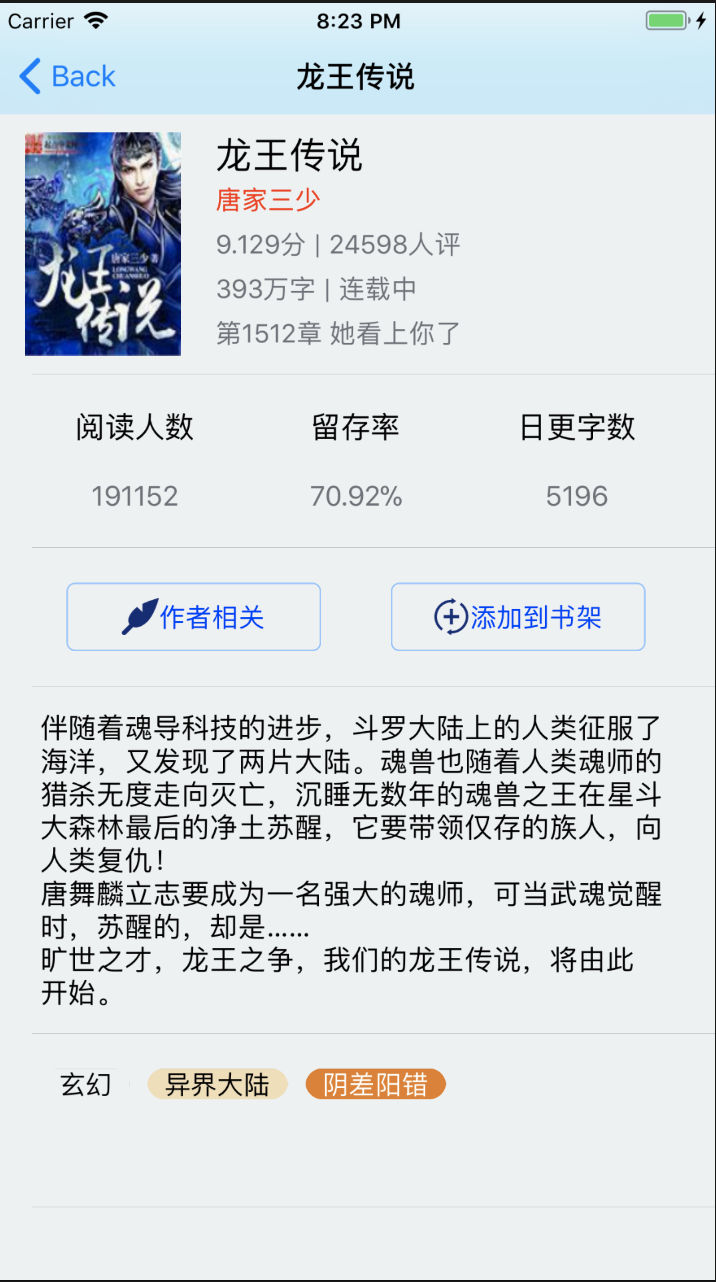 Carrier 8:23 PM
Back 龙王传说
龙王传说
唐家三少
9.129分 | 24598人评
393万字 | 连载中
第1512章 她看上你了
唐家三少著
LONGWANG
CHUANSHUO
龙王
传说
阅读人数 留存率 日更字数
191152 70.92% 5196
作者相关 添加到书架
伴随着魂导科技的进步，斗罗大陆上的人类征服了
海洋，又发现了两片大陆。魂兽也随着人类魂师的
猎杀无度走向灭亡，沉睡无数年的魂兽之王在星斗
大森林最后的净土苏醒，它要带领仅存的族人，向
人类复仇！
唐舞麟立志要成为一名强大的魂师，可当武魂觉醒
时，苏醒的，却是……
旷世之才，龙王之争，我们的龙王传说，将由此
开始。
玄幻 异界大陆 阴差阳错